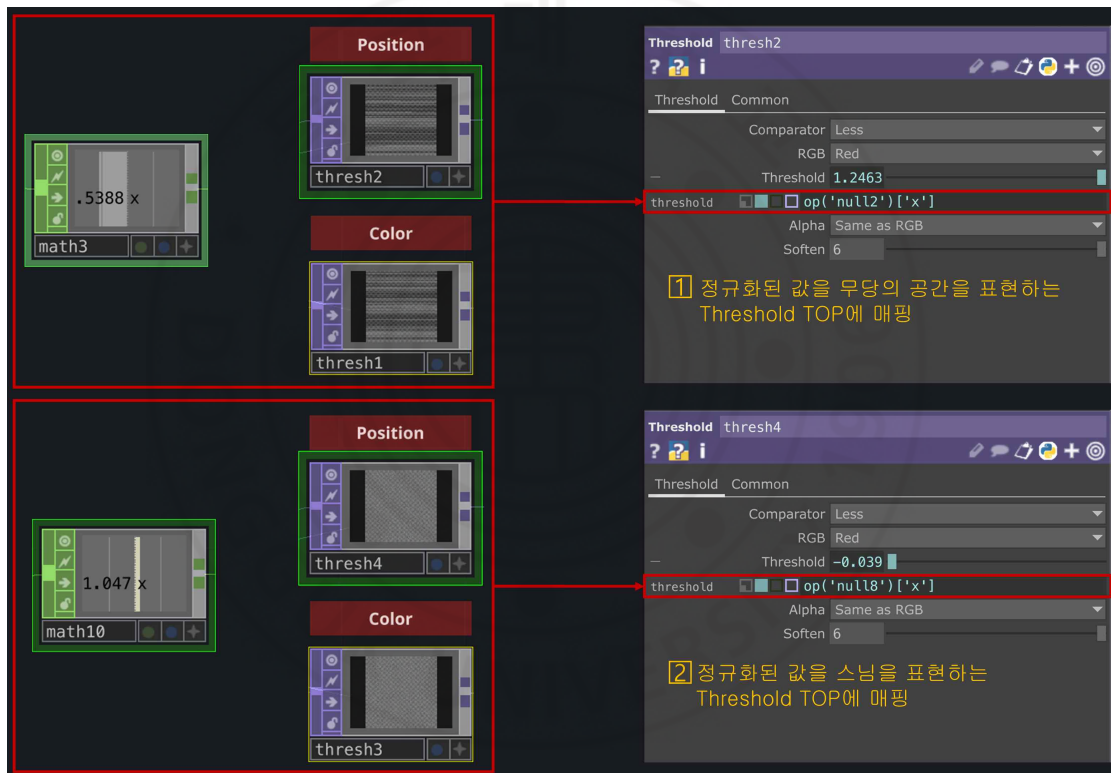 Position
thresh2
.5388 x
math3
Color
thresh1
Threshold thresh2
? ? i
Threshold Common
Comparator Less
RGB Red
Threshold 1.2463
threshold op('null2')['x']
Alpha Same as RGB
Soften 6
1 정규화된 값을 무당의 공간을 표현하는
Threshold TOP에 매핑
Position
thresh4
1.047 x
math10
Color
thresh3
Threshold thresh4
? ? i
Threshold Common
Comparator Less
RGB Red
Threshold -0.039
threshold op('null8')['x']
Alpha Same as RGB
Soften 6
2 정규화된 값을 스님을 표현하는
Threshold TOP에 매핑